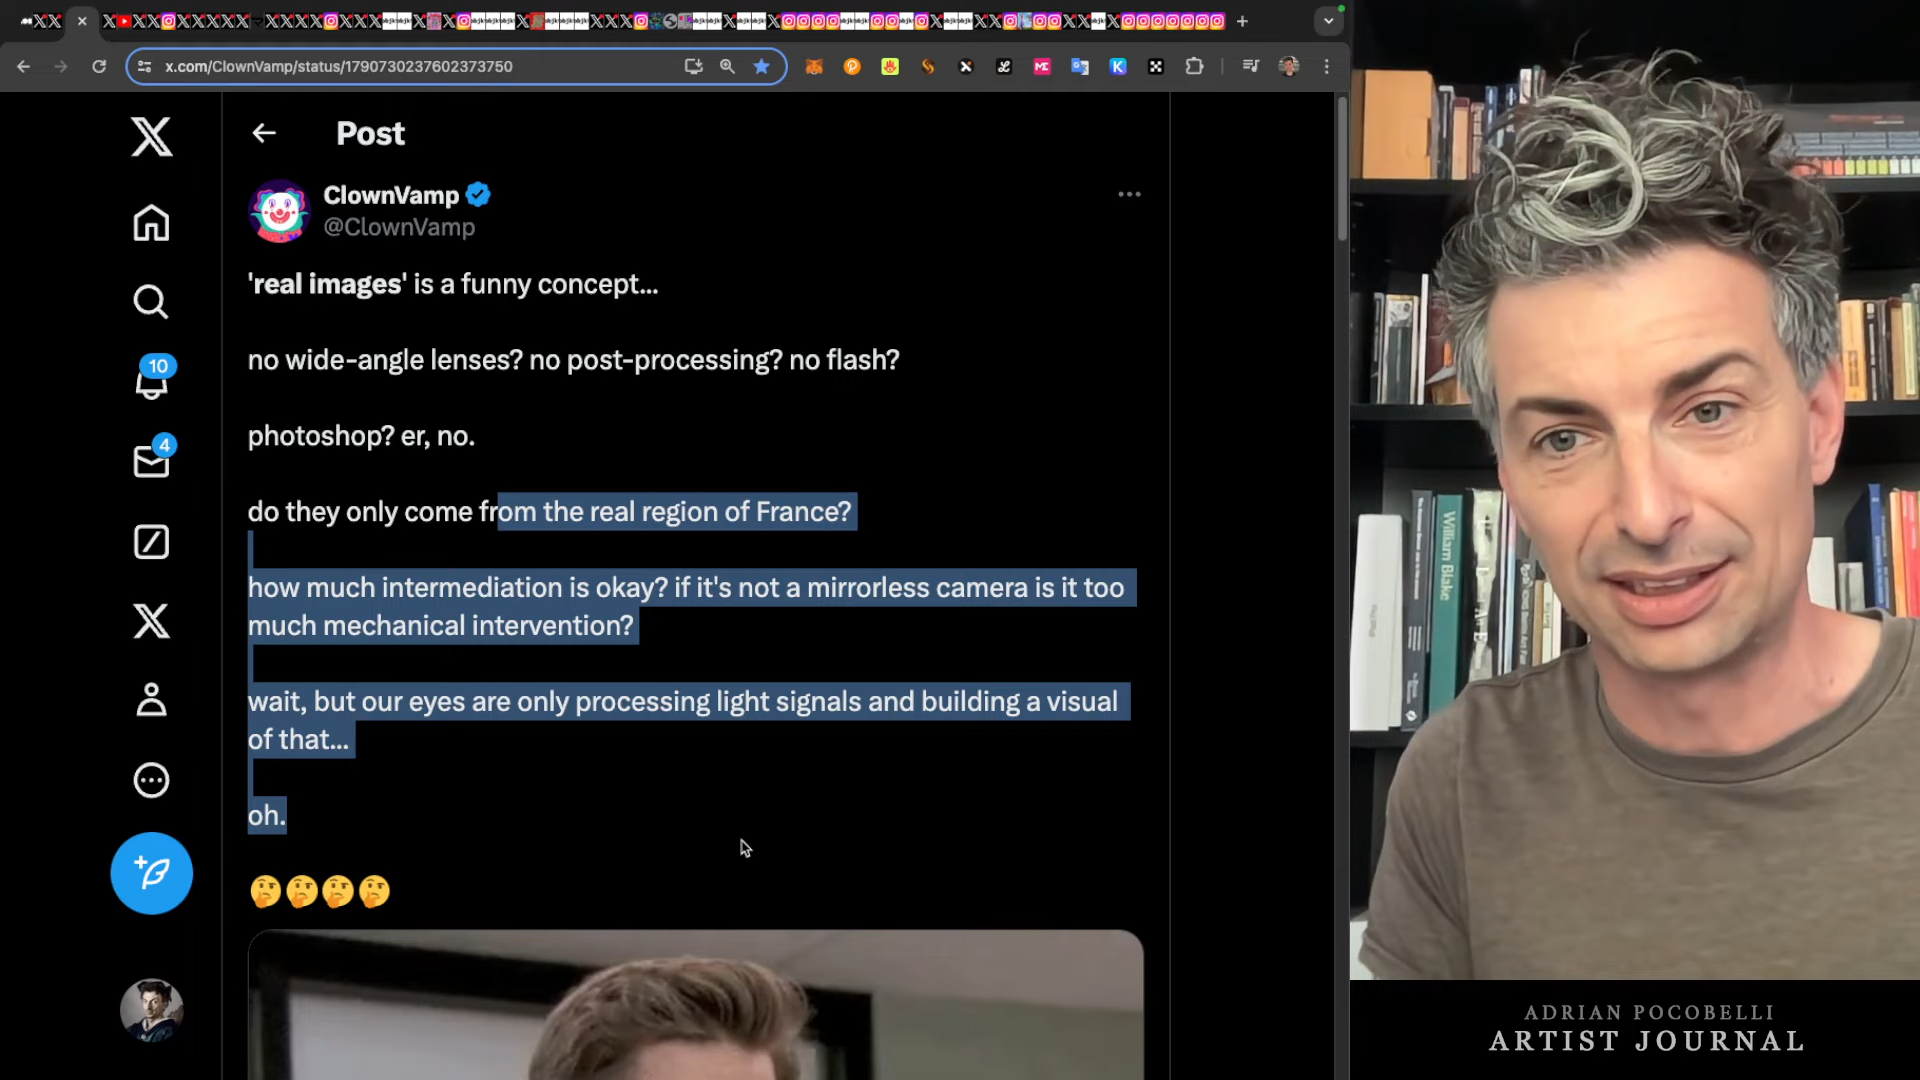 x.com/ClownVamp/status/1790730237602373750
Post
ClownVamp
@ClownVamp
'real images' is a funny concept...
no wide-angle lenses? no post-processing? no flash?
photoshop? er, no.
do they only come from the real region of France?
how much intermediation is okay? if it's not a mirrorless camera is it too
much mechanical intervention?
wait, but our eyes are only processing light signals and building a visual
of that...
oh.
🤔🤔🤔🤔
10
4
William Blake
ADRIAN POCOBELLI
ARTIST JOURNAL